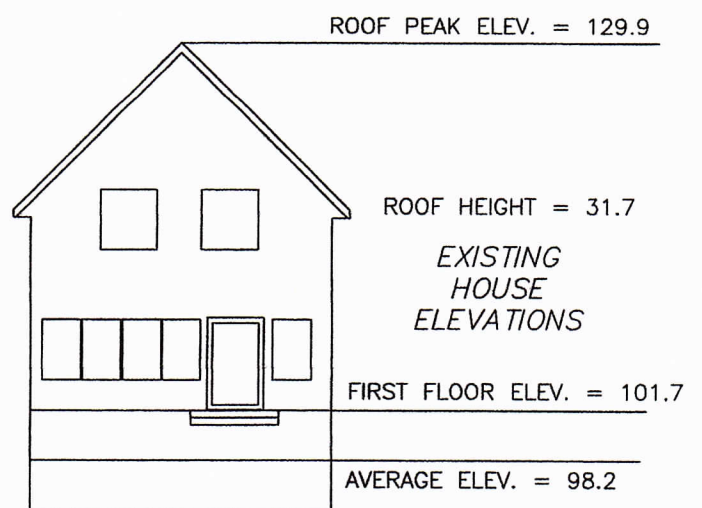 ROOF PEAK ELEV. = 129.9
ROOF HEIGHT = 31.7
EXISTING
HOUSE
ELEVATIONS
FIRST FLOOR ELEV. = 101.7
AVERAGE ELEV. = 98.2